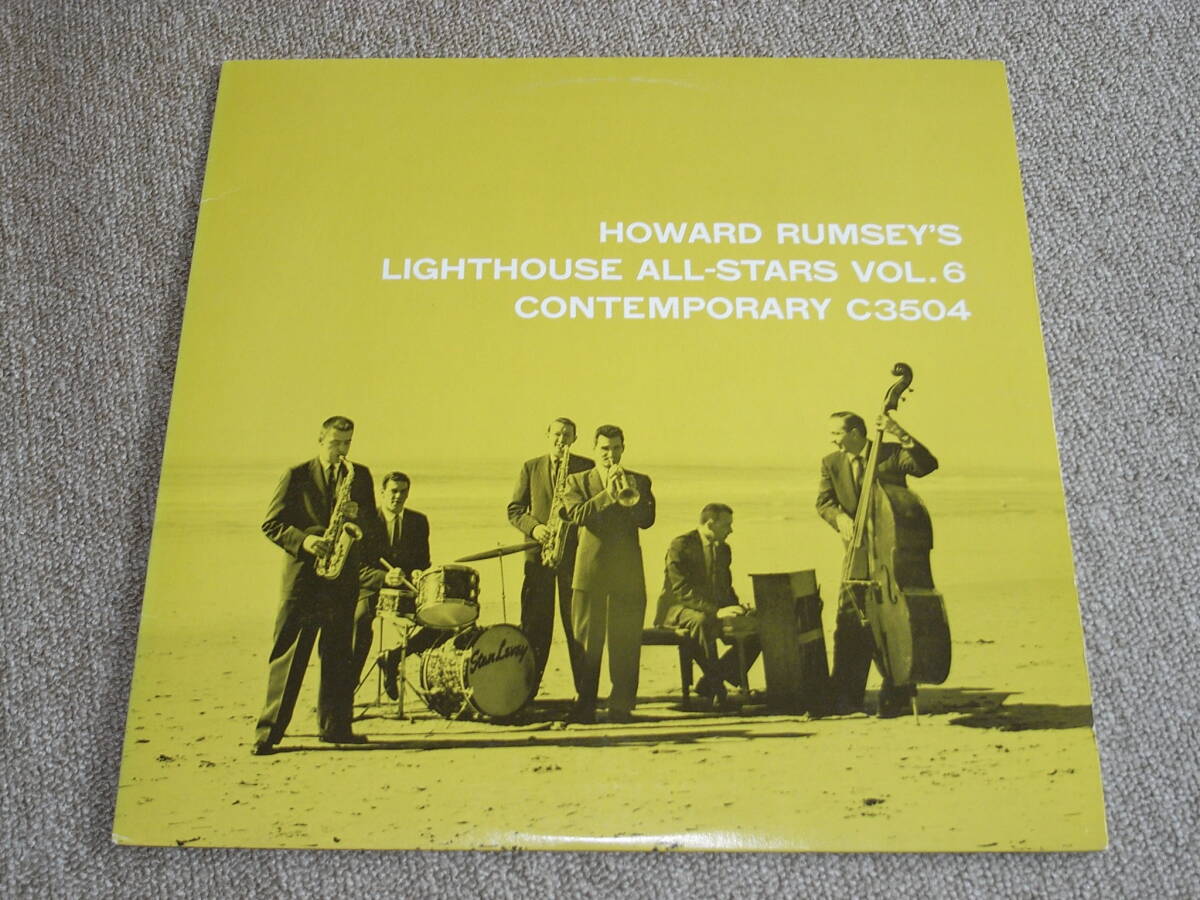 HOWARD RUMSEY'S
LIGHTHOUSE ALL-STARS VOL. 6
CONTEMPORARY C3504
Stan Levey